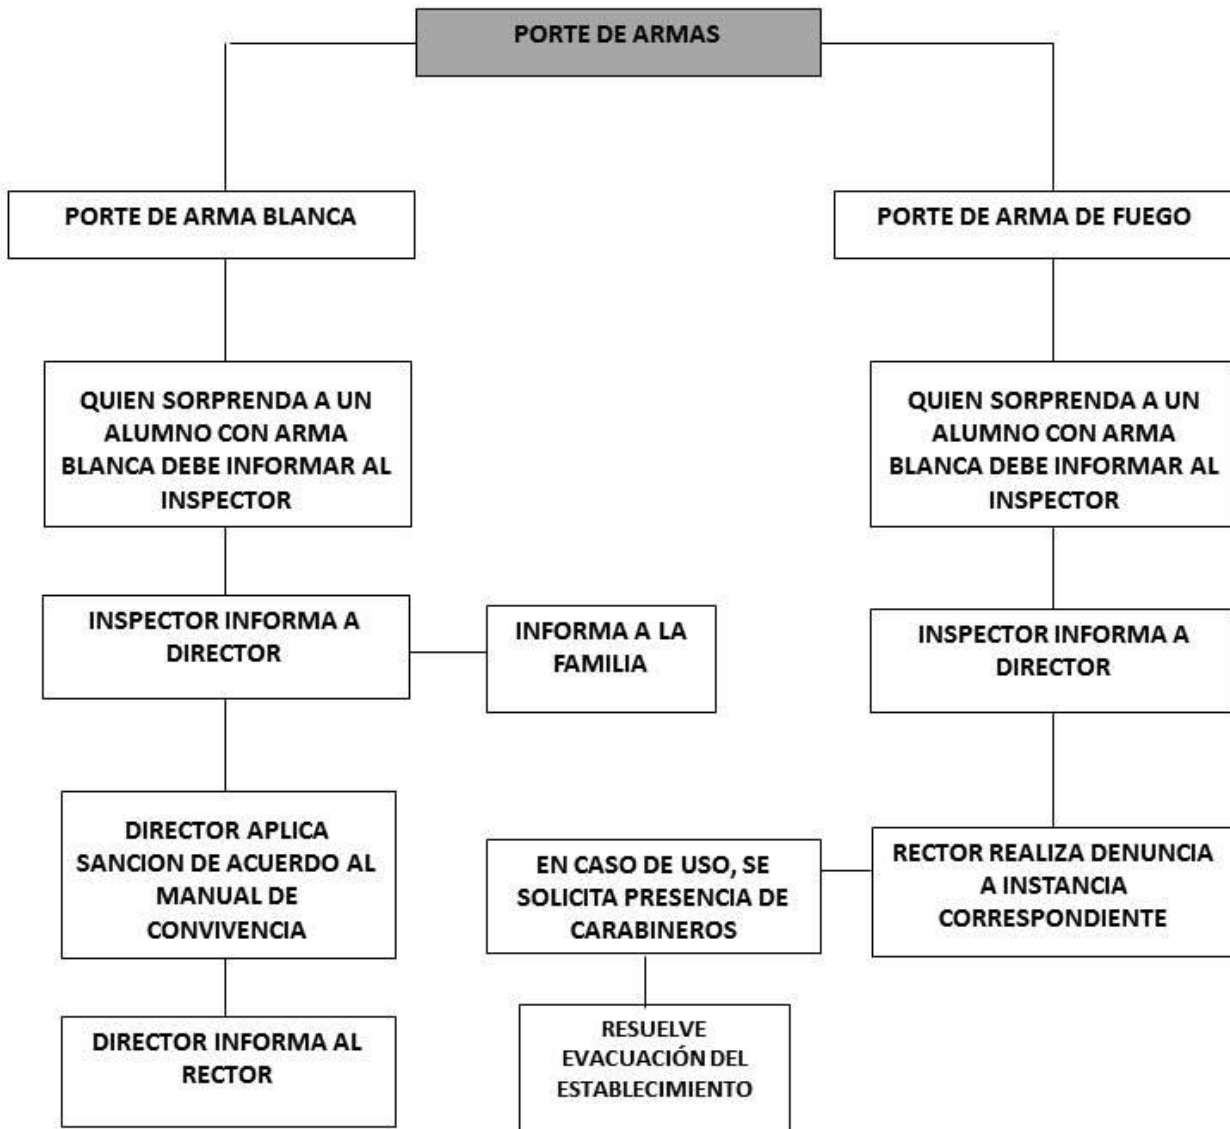 PORTE DE ARMAS
PORTE DE ARMA BLANCA
PORTE DE ARMA DE FUEGO
QUIEN SORPRENDA A UN
ALUMNO CON ARMA
BLANCA DEBE INFORMAR AL
INSPECTOR
QUIEN SORPRENDA A UN
ALUMNO CON ARMA
BLANCA DEBE INFORMAR AL
INSPECTOR
INSPECTOR INFORMA A
DIRECTOR
INFORMA A LA
FAMILIA
INSPECTOR INFORMA A
DIRECTOR
DIRECTOR APLICA
SANCION DE ACUERDO AL
MANUAL DE
CONVIVENCIA
EN CASO DE USO, SE
SOLICITA PRESENCIA DE
CARABINEROS
RECTOR REALIZA DENUNCIA
A INSTANCIA
CORRESPONDIENTE
DIRECTOR INFORMA AL
RECTOR
RESUELVE
EVACUACIÓN DEL
ESTABLECIMIENTO